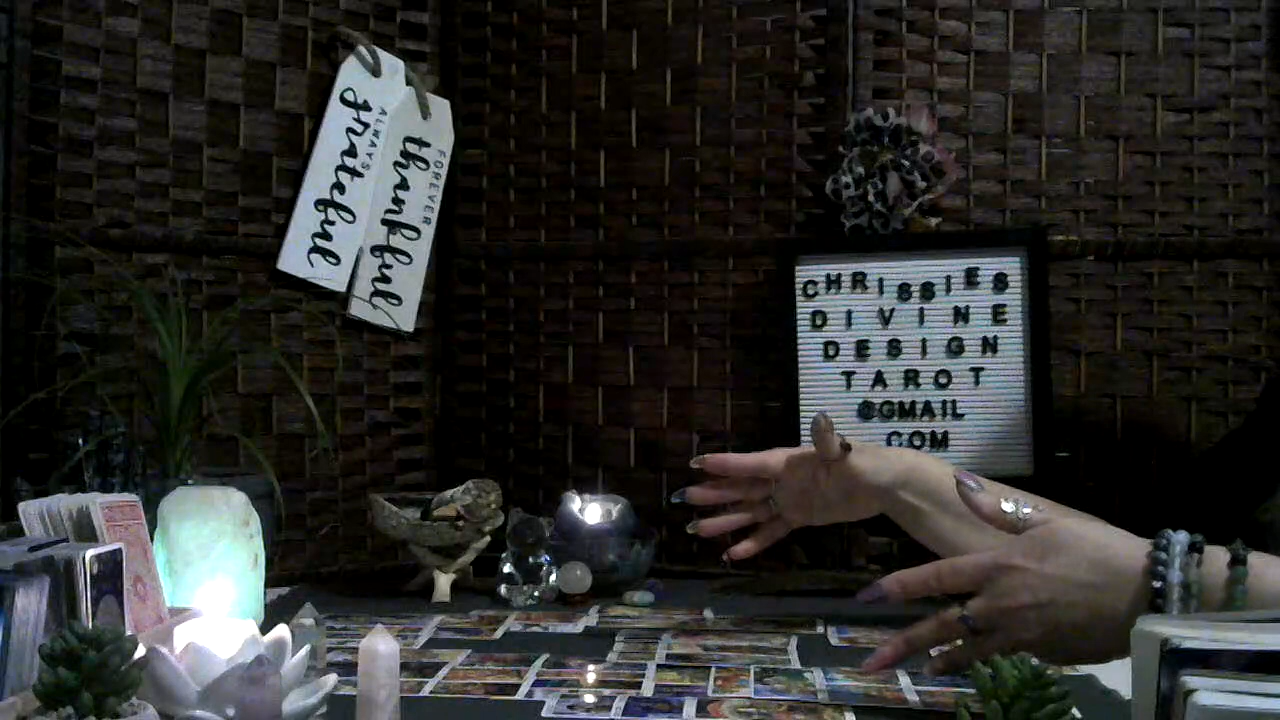 ALWAYS
grateful
FOREVER
thankful
CHRISSIES
DIVINE
DESIGN
TAROT
@GMAIL
COM